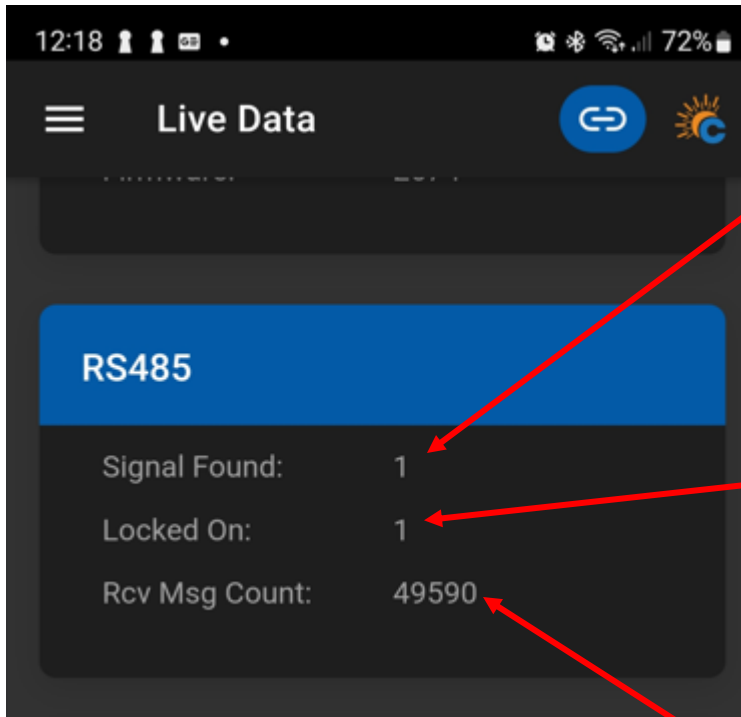 12:18
72%
Live Data
RS485
Signal Found: 1
Locked On: 1
Rcv Msg Count: 49590